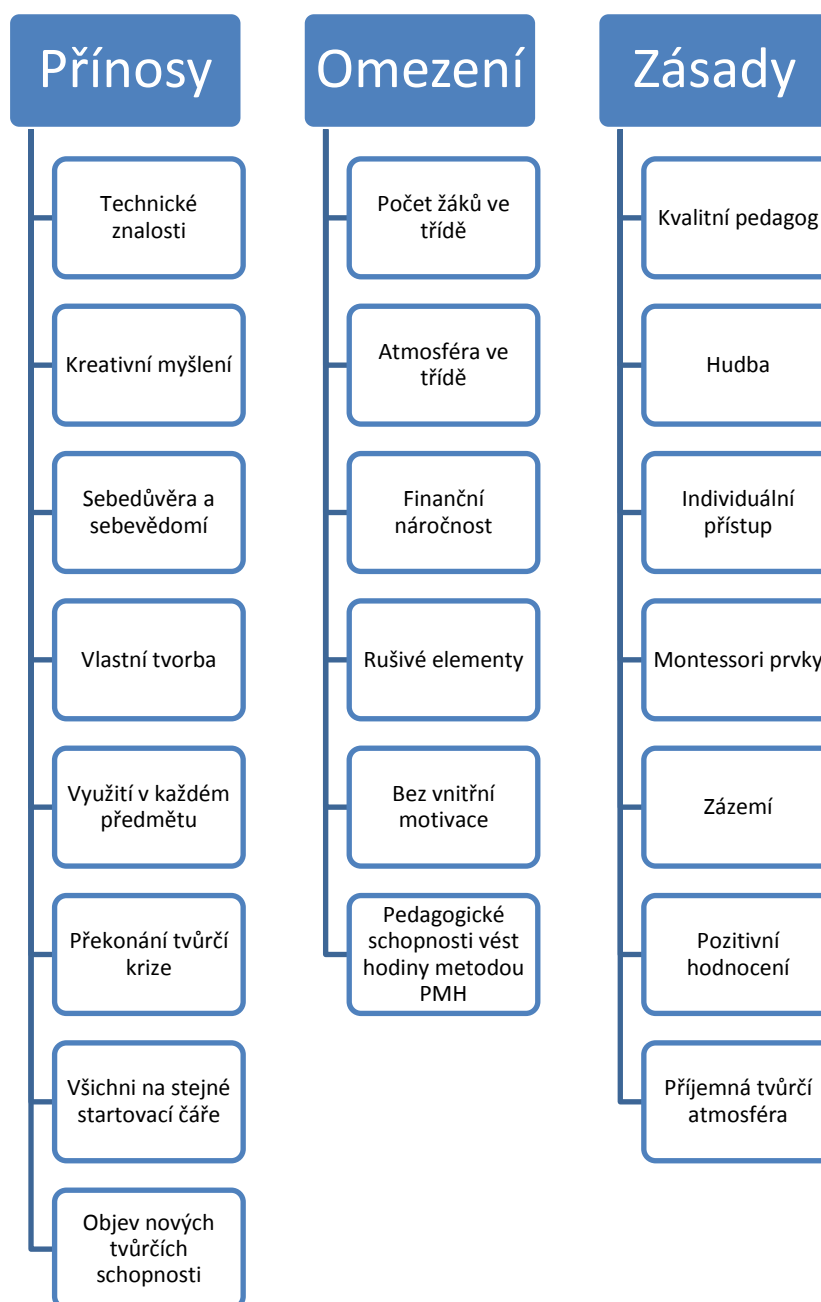 Přínosy
Technické
znalosti
Kreativní myšlení
Sebedůvěra a
sebevědomí
Vlastní tvorba
Využití v každém
předmětu
Překonání tvůrčí
krize
Všichni na stejné
startovací čáře
Objev nových
tvůrčích
schopnosti
Omezení
Počet žáků ve
třídě
Atmosféra ve
třídě
Finanční
náročnost
Rušivé elementy
Bez vnitřní
motivace
Pedagogické
schopnosti vést
hodiny metodou
PMH
Zásady
Kvalitní pedagog
Hudba
Individuální
přístup
Montessori prvky
Zázemí
Pozitivní
hodnocení
Příjemná tvůrčí
atmosféra